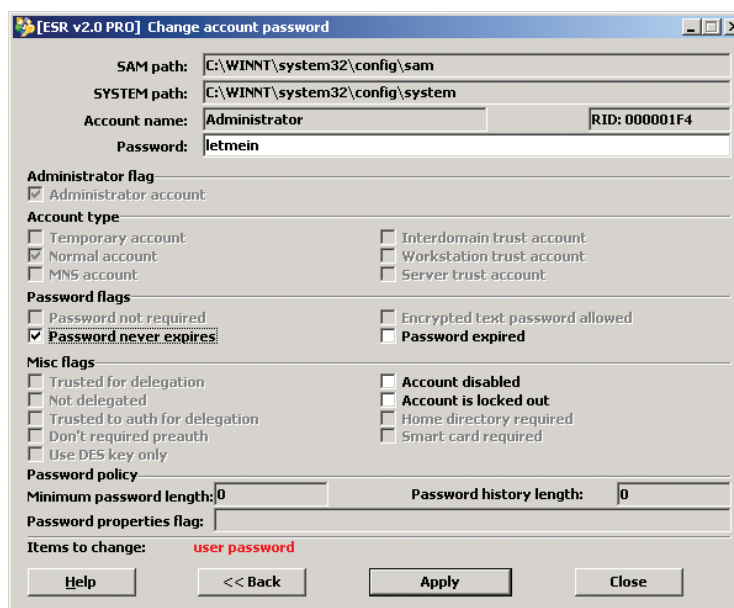 [ESR v2.0 PRO] Change account password
SAM path: C:\WINNT\system32\config\sam
SYSTEM path: C:\WINNT\system32\config\system
Account name: Administrator RID: 000001F4
Password: letmein
Administrator flag
Administrator account
Account type
Temporary account Interdomain trust account
Normal account Workstation trust account
MNS account Server trust account
Password flags
Password not required Encrypted text password allowed
Password never expires Password expired
Misc flags
Trusted for delegation Account disabled
Not delegated Account is locked out
Trusted to auth for delegation Home directory required
Don't required preauth Smart card required
Use DES key only
Password policy
Minimum password length: 0 Password history length: 0
Password properties flag:
Items to change: user password
Help << Back Apply Close